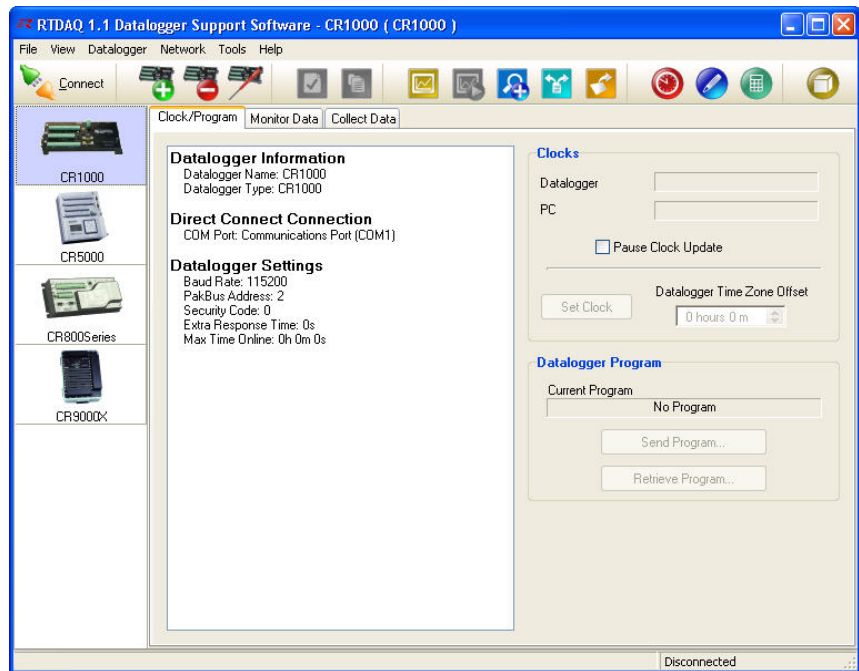 RTDAQ 1.1 Datalogger Support Software - CR1000 ( CR1000 )
File View Datalogger Network Tools Help
Connect
Clock/Program Monitor Data Collect Data
CR1000
CR5000
CR800Series
CR9000X
Datalogger Information
Datalogger Name: CR1000
Datalogger Type: CR1000
Direct Connect Connection
COM Port: Communications Port (COM1)
Datalogger Settings
Baud Rate: 115200
PakBus Address: 2
Security Code: 0
Extra Response Time: 0s
Max Time Online: 0h 0m 0s
Clocks
Datalogger
PC
Pause Clock Update
Datalogger Time Zone Offset
Set Clock
0 hours 0 m
Datalogger Program
Current Program
No Program
Send Program...
Retrieve Program...
Disconnected